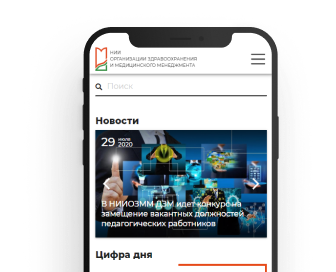 НИИ
ОРГАНИЗАЦИИ ЗДРАВООХРАНЕНИЯ
И МЕДИЦИНСКОГО МЕНЕДЖМЕНТА
Поиск
Новости
29 июля 2020
В НИИОЗММ ДЗМ идет конкурс на
замещение вакантных должностей
педагогических работников
Цифра дня